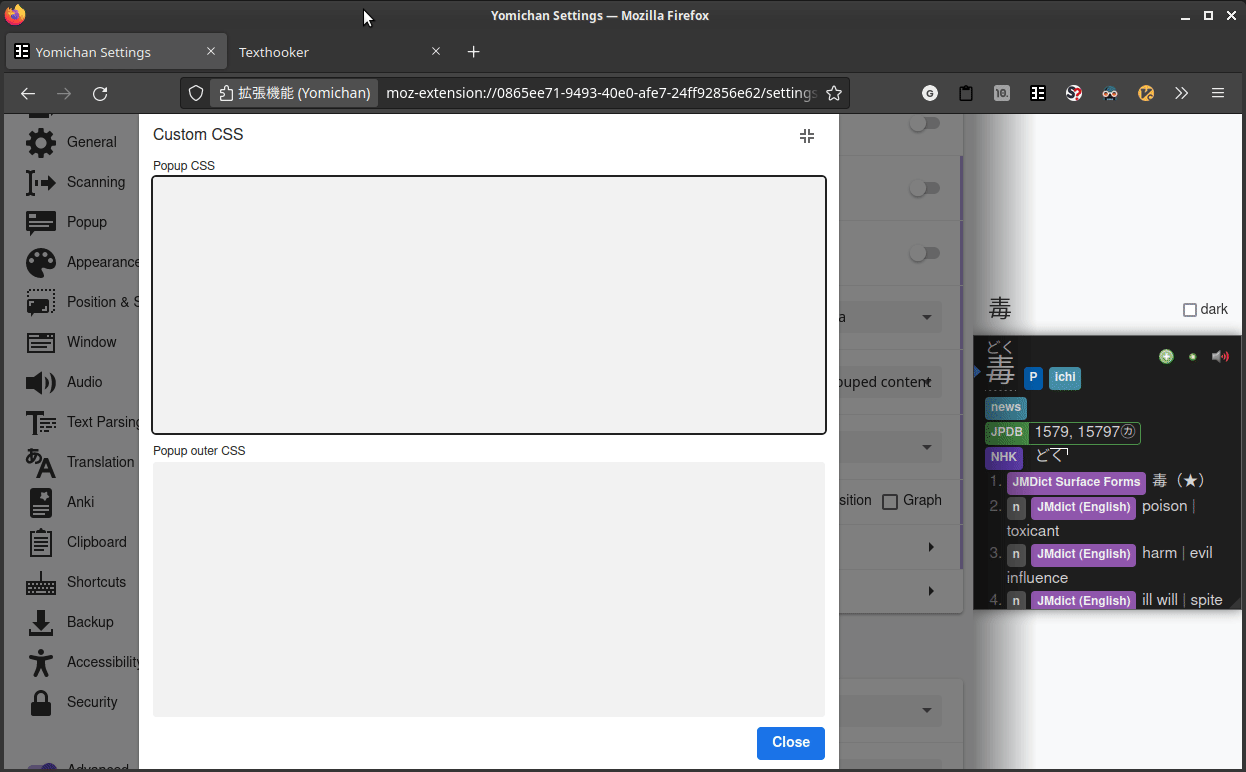 Yomichan Settings — Mozilla Firefox
Yomichan Settings
Texthooker
拡張機能 (Yomichan)
moz-extension://0865ee71-9493-40e0-afe7-24ff92856e62/settings
G
10.
Custom CSS
Popup CSS
Popup outer CSS
Close
General
Scanning
Popup
Appearance
Position & S
Window
Audio
Text Parsing
Translation
Anki
Clipboard
Shortcuts
Backup
Accessibility
Security
Advanced
a
ouped content
sition Graph
毒 dark
どく
毒 P ichi
news
JPDB 1579, 15797㋕
NHK どく
1. JMDict Surface Forms 毒（★）
2. n JMdict (English) poison |
toxicant
3. n JMdict (English) harm | evil
influence
4. n JMdict (English) ill will | spite